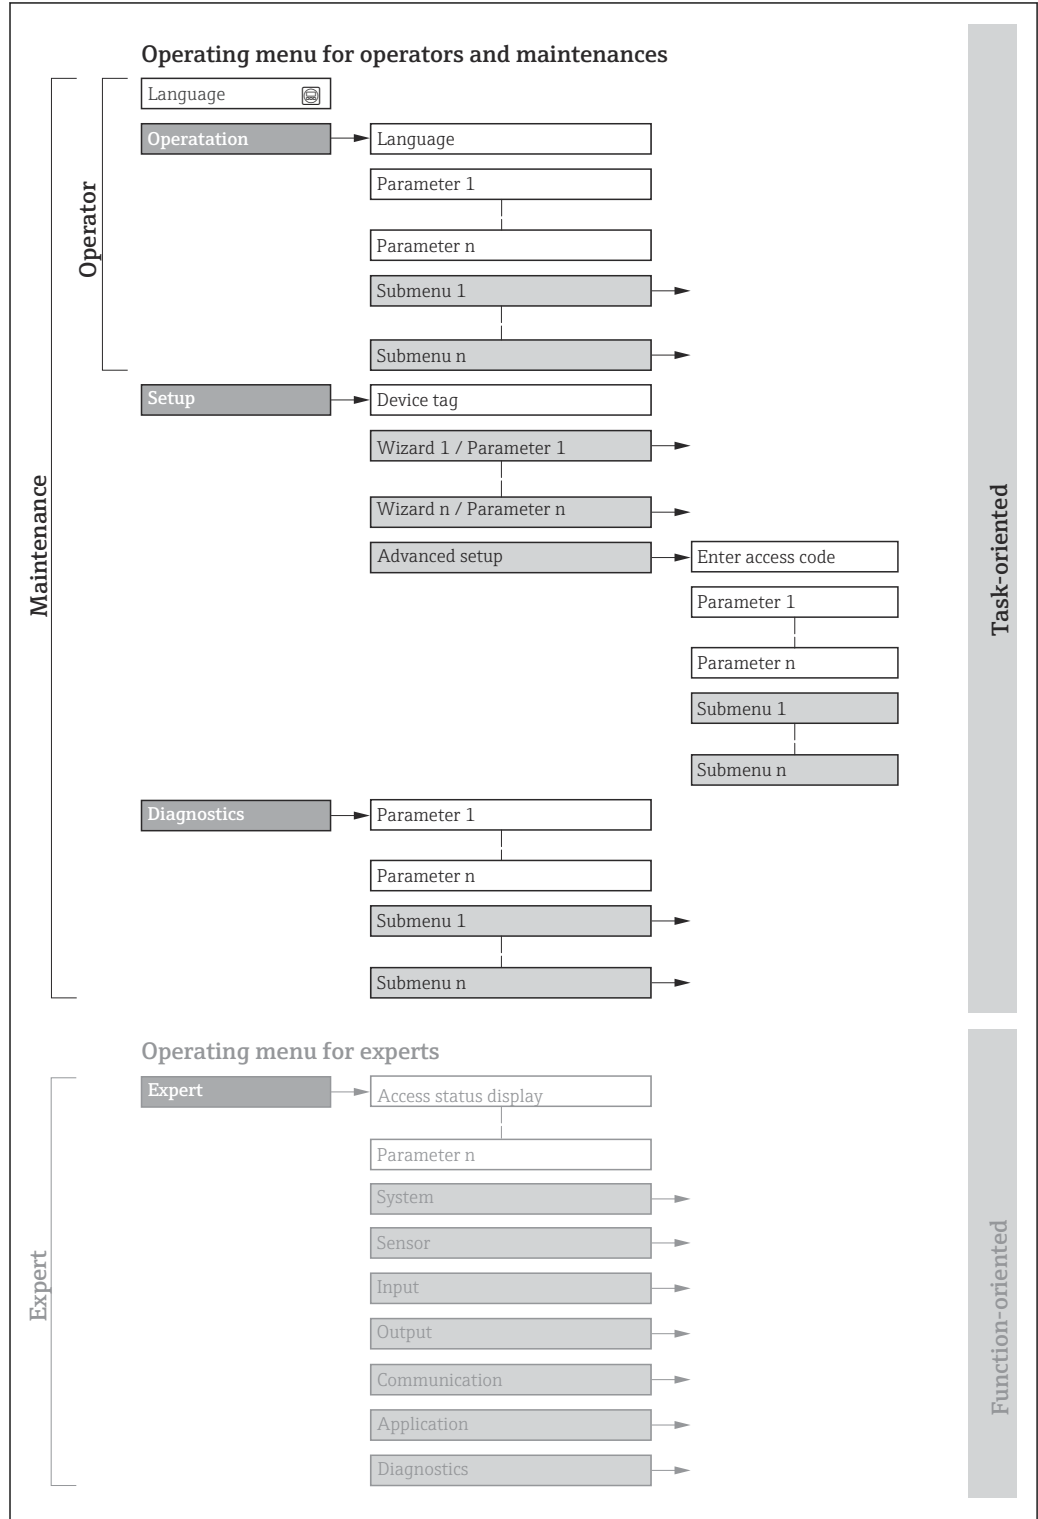 Operating menu for operators and maintenances
Language
Operatation
Language
Parameter 1
Parameter n
Submenu 1
Submenu n
Setup
Device tag
Wizard 1 / Parameter 1
Wizard n / Parameter n
Advanced setup
Enter access code
Parameter 1
Parameter n
Submenu 1
Submenu n
Diagnostics
Parameter 1
Parameter n
Submenu 1
Submenu n
Operator
Maintenance
Task-oriented
Operating menu for experts
Expert
Access status display
Parameter n
System
Sensor
Input
Output
Communication
Application
Diagnostics
Expert
Function-oriented